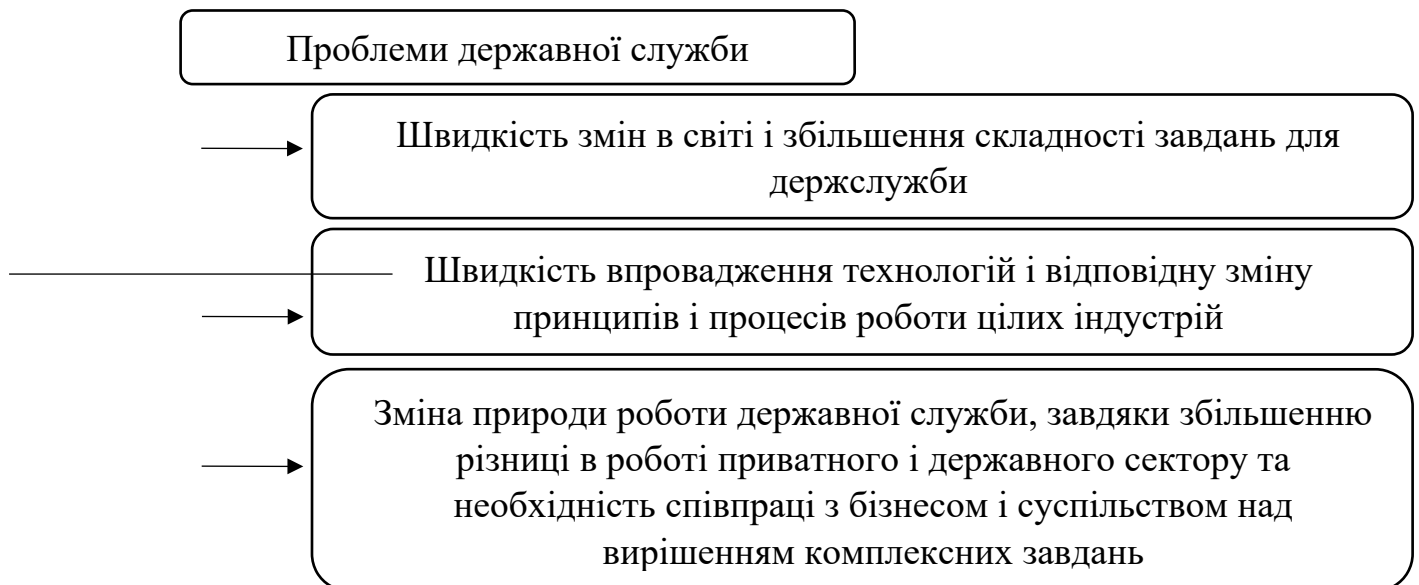 Проблеми державної служби
Швидкість змін в світі і збільшення складності завдань для
держслужби
Швидкість впровадження технологій і відповідну зміну
принципів і процесів роботи цілих індустрій
Зміна природи роботи державної служби, завдяки збільшенню
різниці в роботі приватного і державного сектору та
необхідність співпраці з бізнесом і суспільством над
вирішенням комплексних завдань